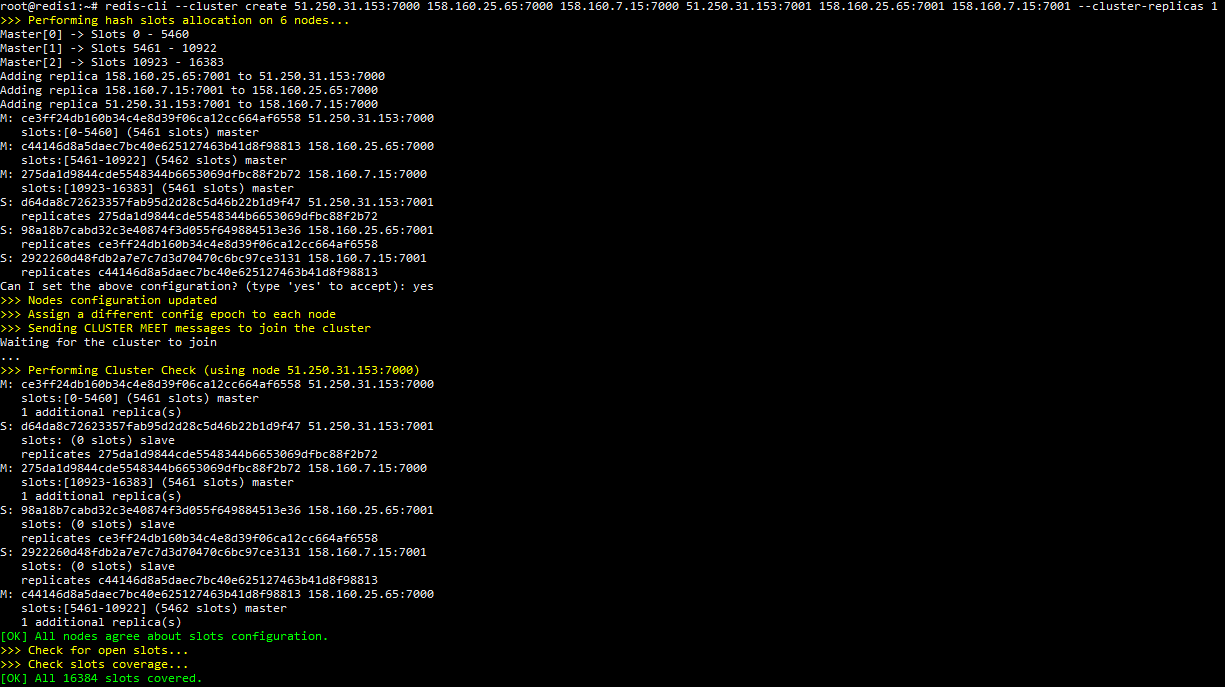 root@redis1:~# redis-cli --cluster create 51.250.31.153:7000 158.160.25.65:7000 158.160.7.15:7000 51.250.31.153:7001 158.160.25.65:7001 158.160.7.15:7001 --cluster-replicas 1
>>> Performing hash slots allocation on 6 nodes...
Master[0] -> Slots 0 - 5460
Master[1] -> Slots 5461 - 10922
Master[2] -> Slots 10923 - 16383
Adding replica 158.160.25.65:7001 to 51.250.31.153:7000
Adding replica 158.160.7.15:7001 to 158.160.25.65:7000
Adding replica 51.250.31.153:7001 to 158.160.7.15:7000
M: ce3ff24db160b34c4e8d39f06ca12cc664af6558 51.250.31.153:7000
   slots:[0-5460] (5461 slots) master
M: c44146d8a5daec7bc40e625127463b41d8f98813 158.160.25.65:7000
   slots:[5461-10922] (5462 slots) master
M: 275da1d9844cde5548344b6653069dfbc88f2b72 158.160.7.15:7000
   slots:[10923-16383] (5461 slots) master
S: d64da8c72623357fab95d2d28c5d46b22b1d9f47 51.250.31.153:7001
   replicates 275da1d9844cde5548344b6653069dfbc88f2b72
S: 98a18b7cabd32c3e40874f3d055f649884513e36 158.160.25.65:7001
   replicates ce3ff24db160b34c4e8d39f06ca12cc664af6558
S: 2922260d48fdb2a7e7c7d3d70470c6bc97ce3131 158.160.7.15:7001
   replicates c44146d8a5daec7bc40e625127463b41d8f98813
Can I set the above configuration? (type 'yes' to accept): yes
>>> Nodes configuration updated
>>> Assign a different config epoch to each node
>>> Sending CLUSTER MEET messages to join the cluster
Waiting for the cluster to join
...
>>> Performing Cluster Check (using node 51.250.31.153:7000)
M: ce3ff24db160b34c4e8d39f06ca12cc664af6558 51.250.31.153:7000
   slots:[0-5460] (5461 slots) master
   1 additional replica(s)
S: d64da8c72623357fab95d2d28c5d46b22b1d9f47 51.250.31.153:7001
   slots: (0 slots) slave
   replicates 275da1d9844cde5548344b6653069dfbc88f2b72
M: 275da1d9844cde5548344b6653069dfbc88f2b72 158.160.7.15:7000
   slots:[10923-16383] (5461 slots) master
   1 additional replica(s)
S: 98a18b7cabd32c3e40874f3d055f649884513e36 158.160.25.65:7001
   slots: (0 slots) slave
   replicates ce3ff24db160b34c4e8d39f06ca12cc664af6558
S: 2922260d48fdb2a7e7c7d3d70470c6bc97ce3131 158.160.7.15:7001
   slots: (0 slots) slave
   replicates c44146d8a5daec7bc40e625127463b41d8f98813
M: c44146d8a5daec7bc40e625127463b41d8f98813 158.160.25.65:7000
   slots:[5461-10922] (5462 slots) master
   1 additional replica(s)
[OK] All nodes agree about slots configuration.
>>> Check for open slots...
>>> Check slots coverage...
[OK] All 16384 slots covered.